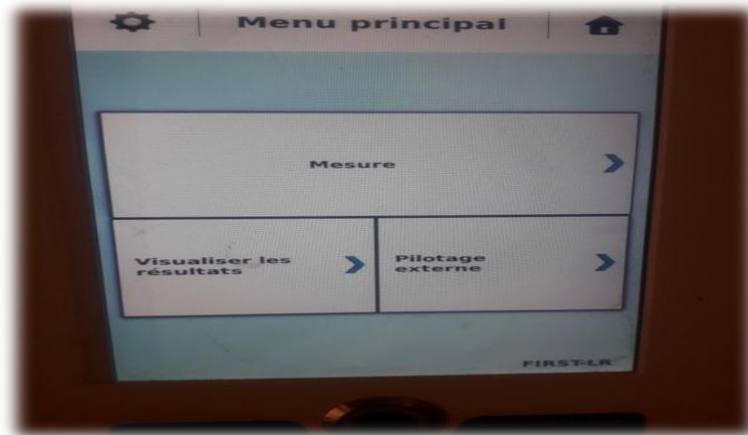 Menu principal
Mesure
Visualiser les
résultats
Pilotage
externe
FIRST-LR